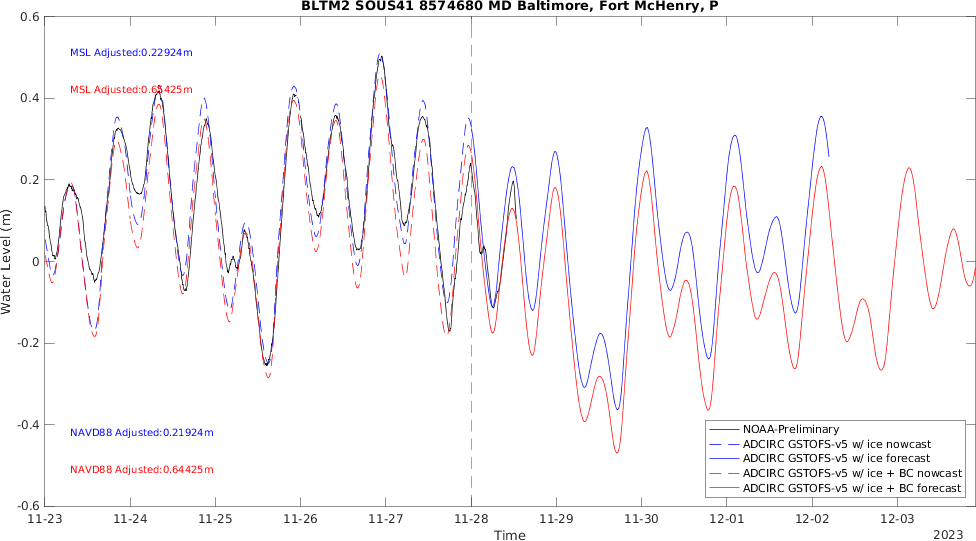 BLTM2 SOUS41 8574680 MD Baltimore, Fort McHenry, P
0.6
0.4
0.2
0
-0.2
-0.4
-0.6
Water Level (m)
MSL Adjusted:0.22924m
MSL Adjusted:0.65425m
NAVD88 Adjusted:0.21924m
NAVD88 Adjusted:0.64425m
NOAA-Preliminary
ADCIRC GSTOFS-v5 w/ ice nowcast
ADCIRC GSTOFS-v5 w/ ice forecast
ADCIRC GSTOFS-v5 w/ ice + BC nowcast
ADCIRC GSTOFS-v5 w/ ice + BC forecast
11-23 11-24 11-25 11-26 11-27 11-28 11-29 11-30 12-01 12-02 12-03
Time
2023